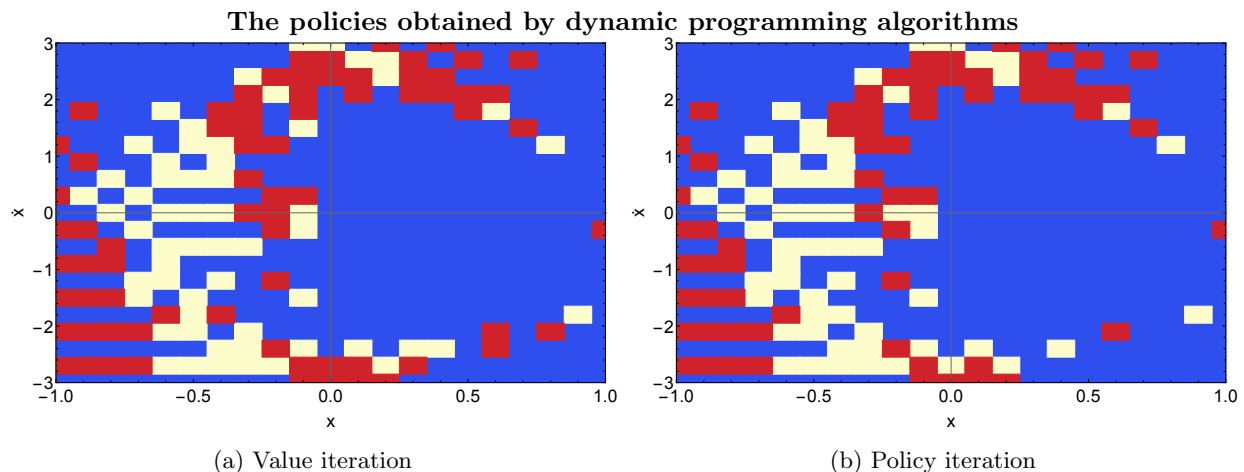 The policies obtained by dynamic programming algorithms
3
2
1
0
−1
−2
−3
ẋ
−1.0 −0.5 0.0 0.5 1.0
x
(a) Value iteration
3
2
1
0
−1
−2
−3
ẋ
−1.0 −0.5 0.0 0.5 1.0
x
(b) Policy iteration